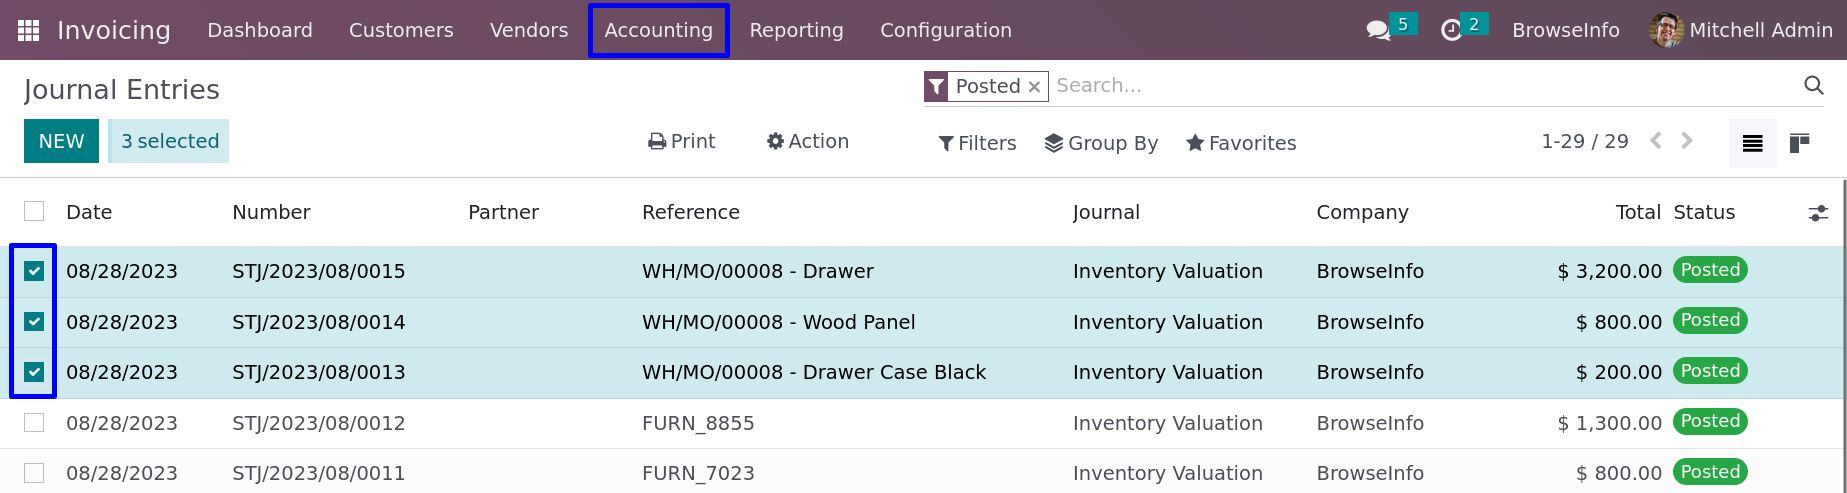 Invoicing Dashboard Customers Vendors Accounting Reporting Configuration 5 2 BrowseInfo Mitchell Admin
Journal Entries Posted × Search...
NEW 3 selected Print Action Filters Group By Favorites 1-29 / 29
Date Number Partner Reference Journal Company Total Status
08/28/2023 STJ/2023/08/0015 WH/MO/00008 - Drawer Inventory Valuation BrowseInfo $ 3,200.00 Posted
08/28/2023 STJ/2023/08/0014 WH/MO/00008 - Wood Panel Inventory Valuation BrowseInfo $ 800.00 Posted
08/28/2023 STJ/2023/08/0013 WH/MO/00008 - Drawer Case Black Inventory Valuation BrowseInfo $ 200.00 Posted
08/28/2023 STJ/2023/08/0012 FURN_8855 Inventory Valuation BrowseInfo $ 1,300.00 Posted
08/28/2023 STJ/2023/08/0011 FURN_7023 Inventory Valuation BrowseInfo $ 800.00 Posted